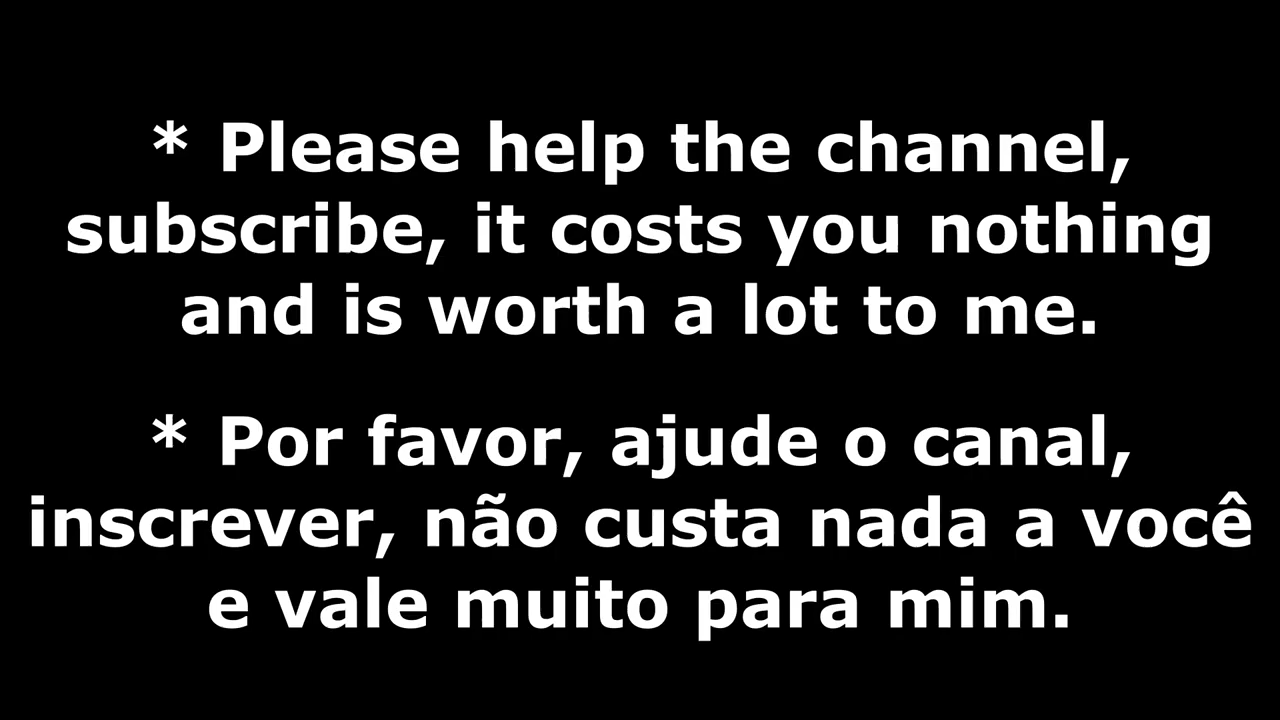 * Please help the channel,
subscribe, it costs you nothing
and is worth a lot to me.
* Por favor, ajude o canal,
inscrever, não custa nada a você
e vale muito para mim.